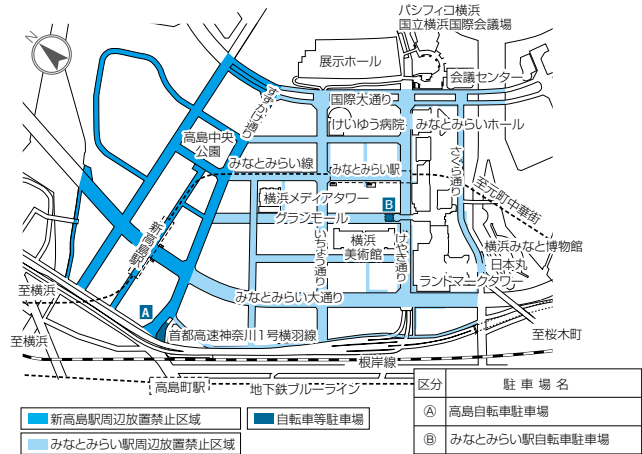 パシフィコ横浜
国立横浜国際会議場
N
展示ホール
会議センター
すずかけ通り
国際大通り
けいゆう病院
みなとみらいホール
高島中央
公園
さくら通り
みなとみらい線
みなとみらい駅
至元町中華街
横浜メディアタワー
B
グランモール
新高島駅
いちょう通り
横浜
美術館
けやき通り
横浜みなと博物館
日本丸
ランドマークタワー
至横浜
みなとみらい大通り
A
至横浜
首都高速神奈川1号横羽線
至桜木町
根岸線
高島町駅
地下鉄ブルーライン
区分 駐車場名
Ⓐ 高島自転車駐車場
Ⓑ みなとみらい駅自転車駐車場
新高島駅周辺放置禁止区域
自転車等駐車場
みなとみらい駅周辺放置禁止区域